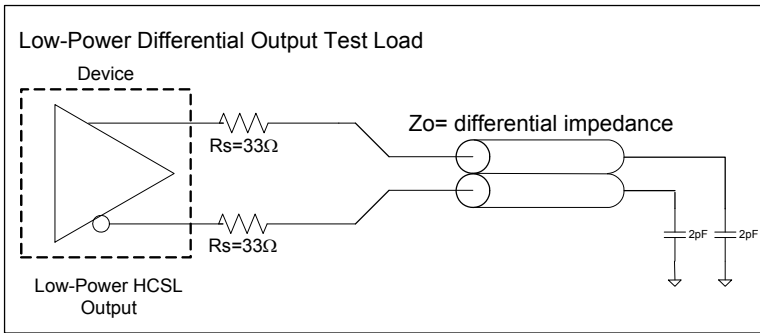 Low-Power Differential Output Test Load
Device
Rs=33Ω
Zo= differential impedance
Rs=33Ω
2pF
2pF
Low-Power HCSL
Output